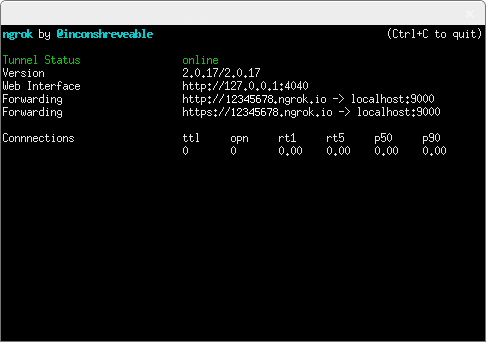 ngrok by @inconshreveable (Ctrl+C to quit)
Tunnel Status online
Version 2.0.17/2.0.17
Web Interface http://127.0.0.1:4040
Forwarding http://12345678.ngrok.io -> localhost:9000
Forwarding https://12345678.ngrok.io -> localhost:9000
Connnections ttl opn rt1 rt5 p50 p90
0 0 0.00 0.00 0.00 0.00